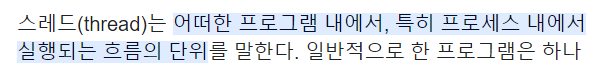 스레드(thread)는 어떠한 프로그램 내에서, 특히 프로세스 내에서
실행되는 흐름의 단위를 말한다. 일반적으로 한 프로그램은 하나